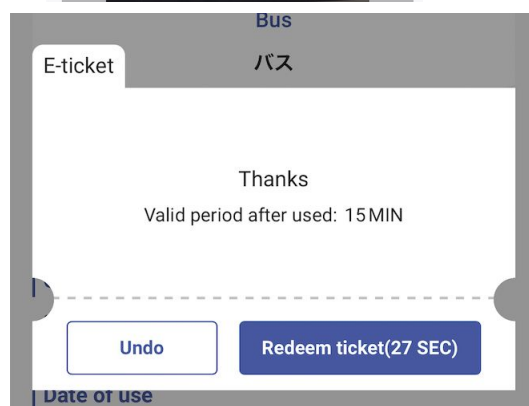 Bus
E-ticket
バス
Thanks
Valid period after used: 15MIN
Undo
Redeem ticket(27 SEC)
Date of use